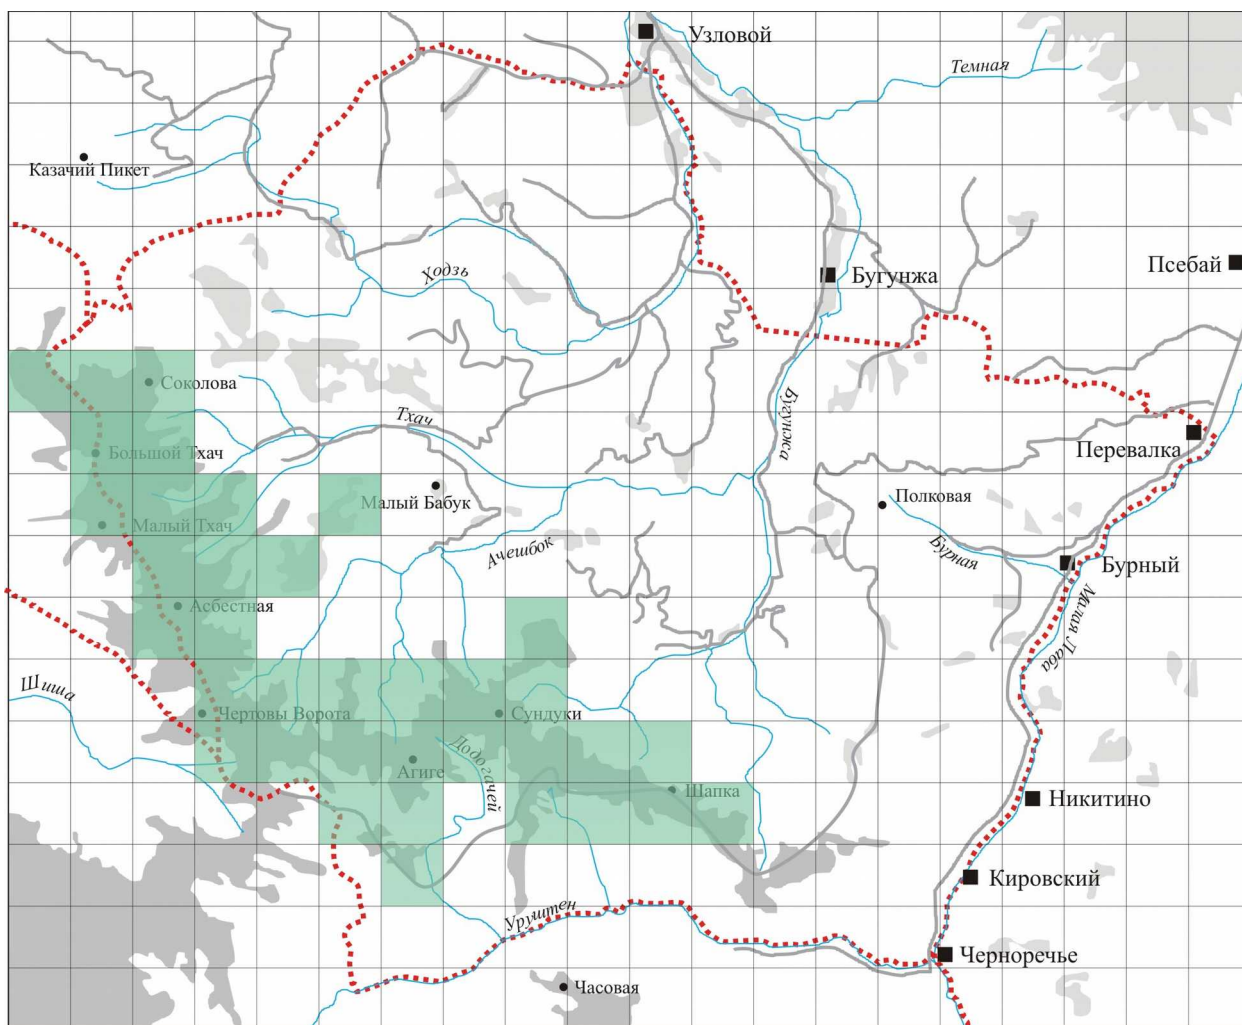 Узловой
Темная
Казачий Пикет
Ходзь
Бугунжа
Псебай
Соколова
Тхач
Бугунжа
Перевалка
Большой Тхач
Малый Бабук
Полковая
Малый Тхач
Ачешбок
Бурная
Бурный
Асбестная
Малая Лаба
Шиша
Чертовы Ворота
Сундуки
Додогачей
Агиге
Шапка
Никитино
Кировский
Уруштен
Черноречье
Часовая